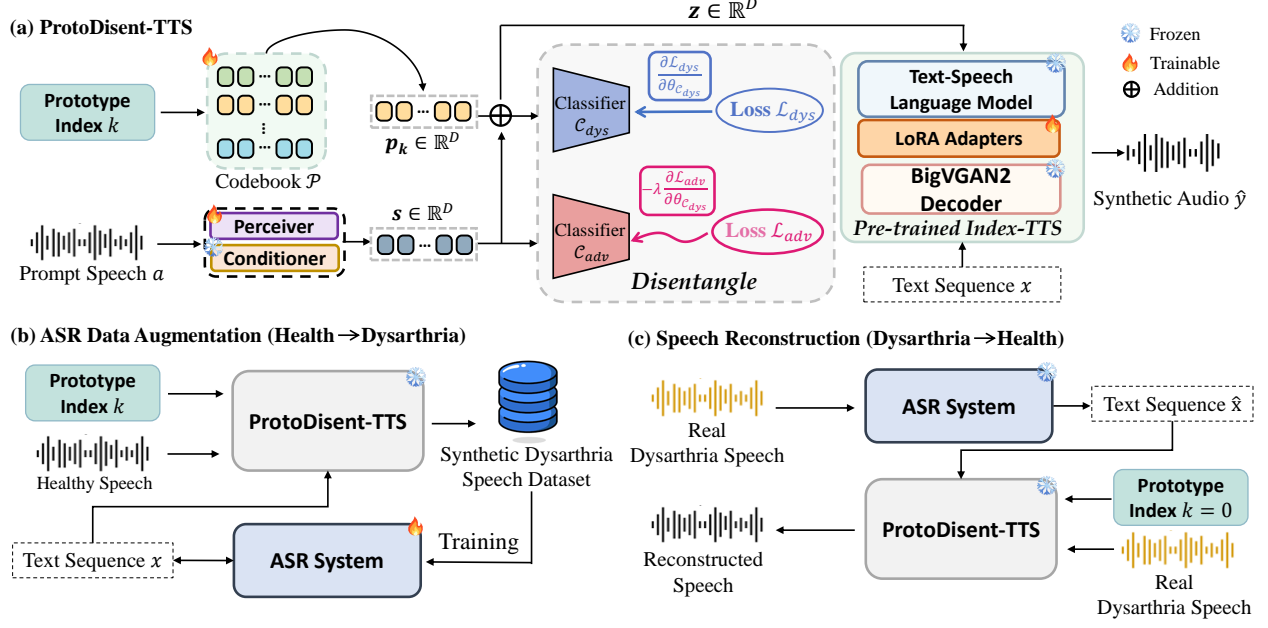 (a) ProtoDisent-TTS
Prototype
Index k
Codebook 𝒫
p_k ∈ ℝ^D
Prompt Speech a
Perceiver
Conditioner
s ∈ ℝ^D
z ∈ ℝ^D
Classifier
𝒞_dys
∂ℒ_dys
∂θ_𝒞_dys
Loss ℒ_dys
Classifier
𝒞_adv
−λ ∂ℒ_adv
∂θ_𝒞_dys
Loss ℒ_adv
Disentangle
Text-Speech
Language Model
LoRA Adapters
BigVGAN2
Decoder
Pre-trained Index-TTS
Text Sequence x
Frozen
Trainable
Addition
Synthetic Audio ŷ
(b) ASR Data Augmentation (Health→Dysarthria)
Prototype
Index k
Healthy Speech
ProtoDisent-TTS
Synthetic Dysarthria
Speech Dataset
Text Sequence x
ASR System
Training
(c) Speech Reconstruction (Dysarthria→Health)
Real
Dysarthria Speech
ASR System
Text Sequence x̂
ProtoDisent-TTS
Prototype
Index k = 0
Reconstructed
Speech
Real
Dysarthria Speech